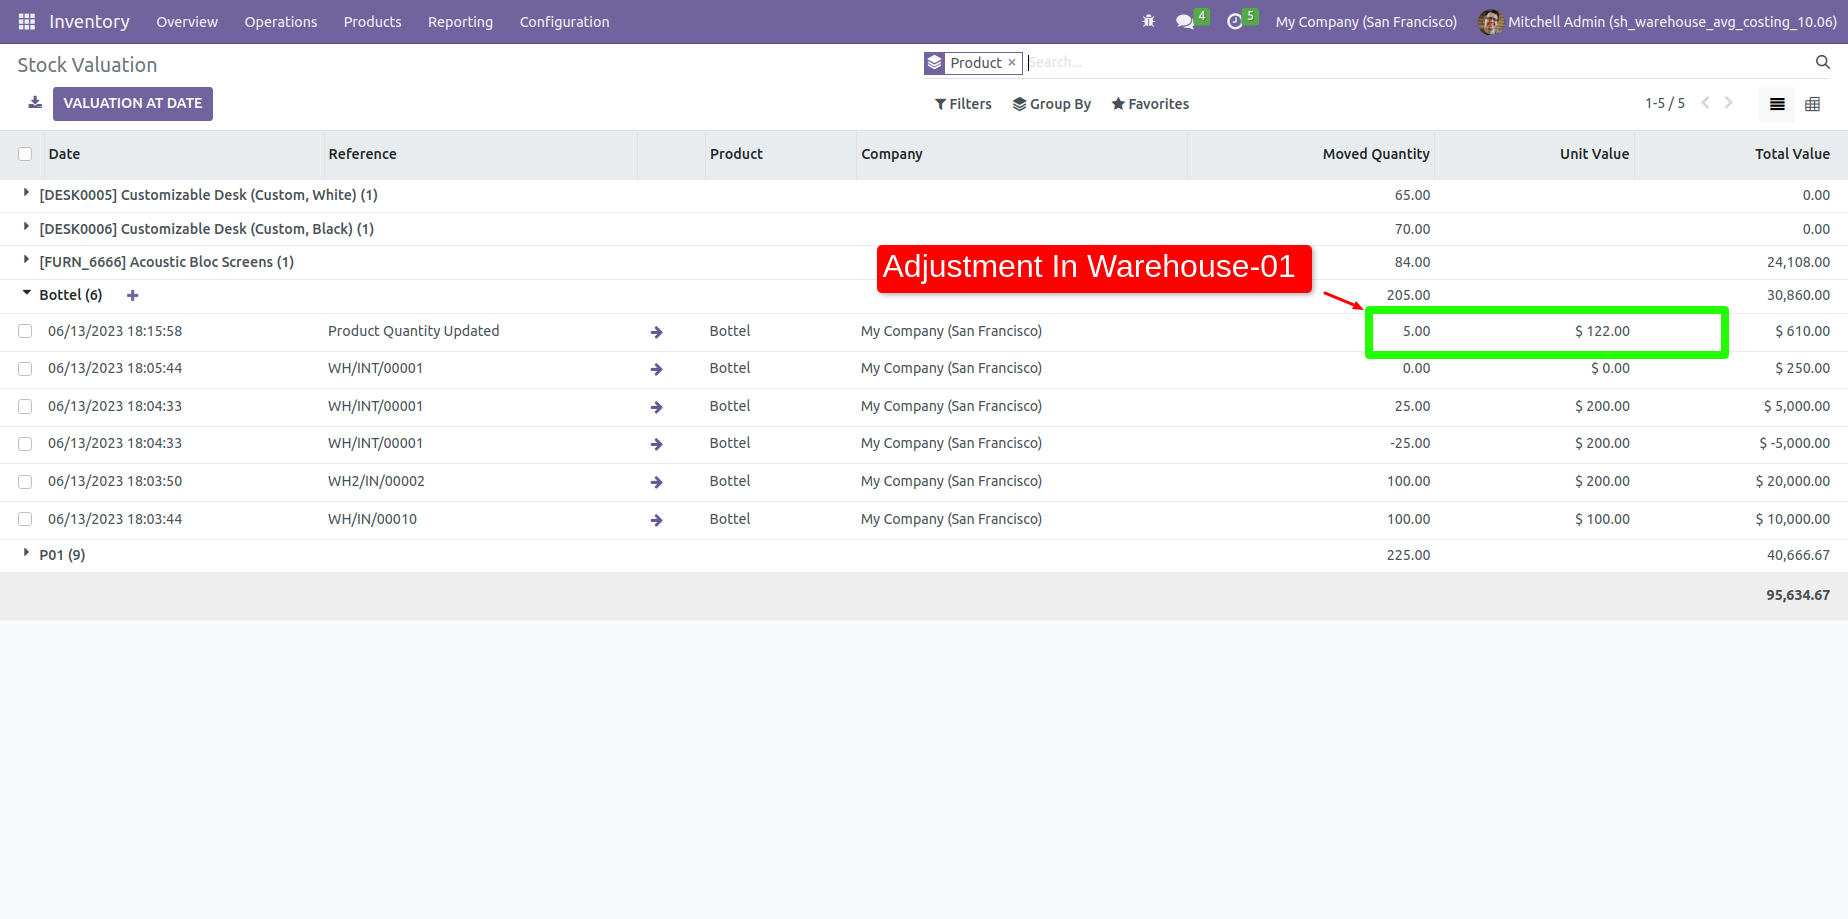 Inventory Overview Operations Products Reporting Configuration 4 5 My Company (San Francisco) Mitchell Admin (sh_warehouse_avg_costing_10.06)
Stock Valuation Product × Search...
VALUATION AT DATE Filters Group By Favorites 1-5 / 5
Date Reference Product Company Moved Quantity Unit Value Total Value
[DESK0005] Customizable Desk (Custom, White) (1) 65.00 0.00
[DESK0006] Customizable Desk (Custom, Black) (1) 70.00 0.00
[FURN_6666] Acoustic Bloc Screens (1) 84.00 24,108.00
Adjustment In Warehouse-01
Bottel (6) + 205.00 30,860.00
06/13/2023 18:15:58 Product Quantity Updated Bottel My Company (San Francisco) 5.00 $ 122.00 $ 610.00
06/13/2023 18:05:44 WH/INT/00001 Bottel My Company (San Francisco) 0.00 $ 0.00 $ 250.00
06/13/2023 18:04:33 WH/INT/00001 Bottel My Company (San Francisco) 25.00 $ 200.00 $ 5,000.00
06/13/2023 18:04:33 WH/INT/00001 Bottel My Company (San Francisco) -25.00 $ 200.00 $ -5,000.00
06/13/2023 18:03:50 WH2/IN/00002 Bottel My Company (San Francisco) 100.00 $ 200.00 $ 20,000.00
06/13/2023 18:03:44 WH/IN/00010 Bottel My Company (San Francisco) 100.00 $ 100.00 $ 10,000.00
P01 (9) 225.00 40,666.67
95,634.67